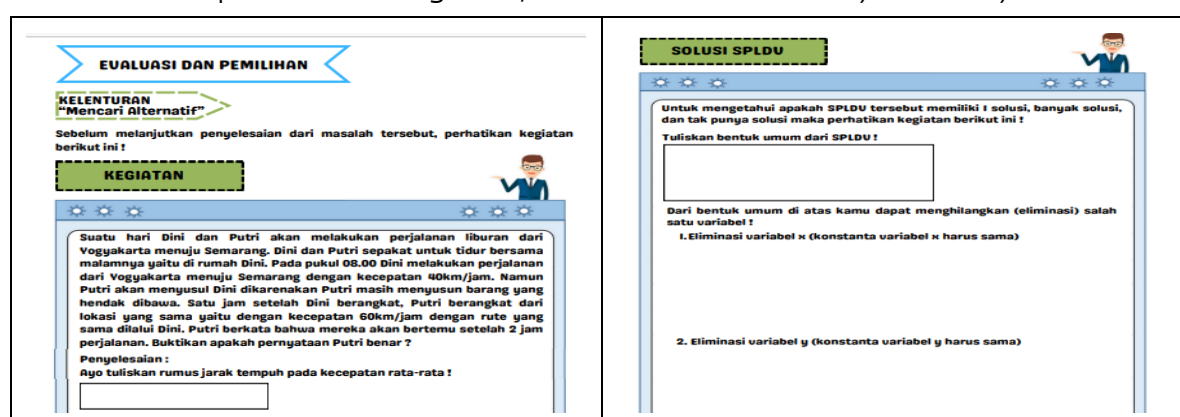 EVALUASI DAN PEMILIHAN
KELENTURAN
“Mencari Alternatif”
Sebelum melanjutkan penyelesaian dari masalah tersebut, perhatikan kegiatan
berikut ini !
KEGIATAN
Suatu hari Dini dan Putri akan melakukan perjalanan liburan dari
Yogyakarta menuju Semarang. Dini dan Putri sepakat untuk tidur bersama
malamnya yaitu di rumah Dini. Pada pukul 08.00 Dini melakukan perjalanan
dari Yogyakarta menuju Semarang dengan kecepatan 40km/jam. Namun
Putri akan menyusul Dini dikarenakan Putri masih menyusun barang yang
hendak dibawa. Satu jam setelah Dini berangkat, Putri berangkat dari
lokasi yang sama yaitu dengan kecepatan 60km/jam dengan rute yang
sama dilalui Dini. Putri berkata bahwa mereka akan bertemu setelah 2 jam
perjalanan. Buktikan apakah pernyataan Putri benar ?
Penyelesaian :
Ayo tuliskan rumus jarak tempuh pada kecepatan rata-rata !
SOLUSI SPLDV
Untuk mengetahui apakah SPLDV tersebut memiliki 1 solusi, banyak solusi,
dan tak punya solusi maka perhatikan kegiatan berikut ini !
Tuliskan bentuk umum dari SPLDV !
Dari bentuk umum di atas kamu dapat menghilangkan (eliminasi) salah
satu variabel !
1. Eliminasi variabel x (konstanta variabel x harus sama)
2. Eliminasi variabel y (konstanta variabel y harus sama)